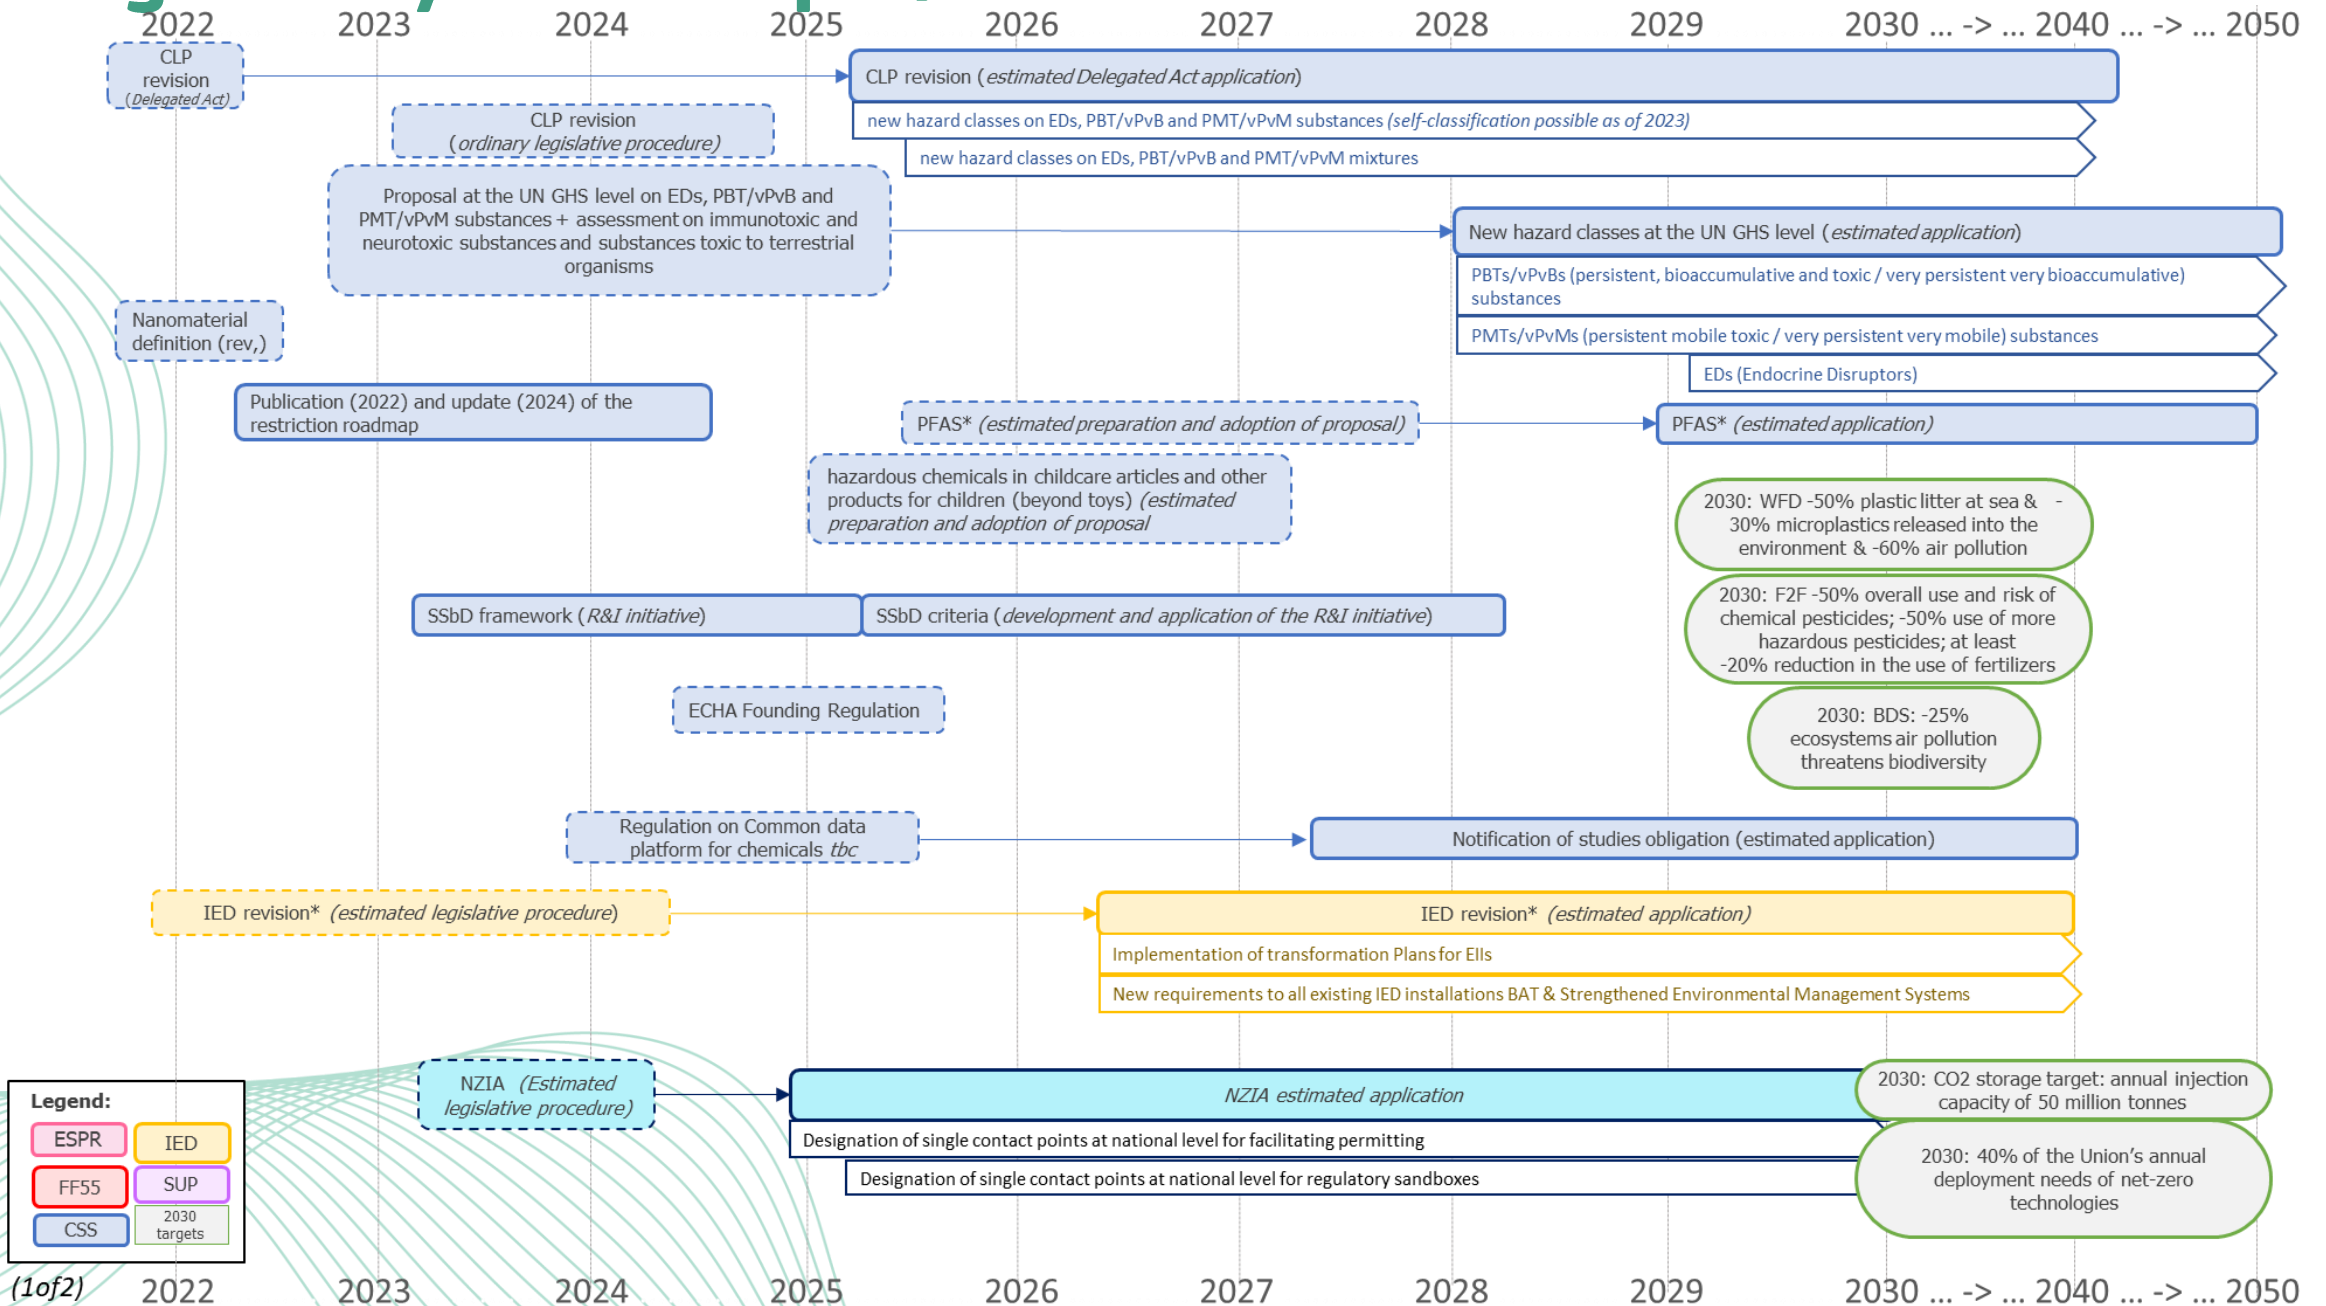 2022 2023 2024 2025 2026 2027 2028 2029 2030 ... -> ... 2040 ... -> ... 2050
CLP
revision
(Delegated Act)
CLP revision (estimated Delegated Act application)
new hazard classes on EDs, PBT/vPvB and PMT/vPvM substances (self-classification possible as of 2023)
new hazard classes on EDs, PBT/vPvB and PMT/vPvM mixtures
CLP revision
(ordinary legislative procedure)
Proposal at the UN GHS level on EDs, PBT/vPvB and
PMT/vPvM substances + assessment on immunotoxic and
neurotoxic substances and substances toxic to terrestrial
organisms
New hazard classes at the UN GHS level (estimated application)
PBTs/vPvBs (persistent, bioaccumulative and toxic / very persistent very bioaccumulative)
substances
PMTs/vPvMs (persistent mobile toxic / very persistent very mobile) substances
EDs (Endocrine Disruptors)
Nanomaterial
definition (rev,)
Publication (2022) and update (2024) of the
restriction roadmap
PFAS* (estimated preparation and adoption of proposal)
PFAS* (estimated application)
hazardous chemicals in childcare articles and other
products for children (beyond toys) (estimated
preparation and adoption of proposal
2030: WFD -50% plastic litter at sea & -
30% microplastics released into the
environment & -60% air pollution
2030: F2F -50% overall use and risk of
chemical pesticides; -50% use of more
hazardous pesticides; at least
-20% reduction in the use of fertilizers
SSbD framework (R&I initiative)
SSbD criteria (development and application of the R&I initiative)
ECHA Founding Regulation
2030: BDS: -25%
ecosystems air pollution
threatens biodiversity
Regulation on Common data
platform for chemicals tbc
Notification of studies obligation (estimated application)
IED revision* (estimated legislative procedure)
IED revision* (estimated application)
Implementation of transformation Plans for EIIs
New requirements to all existing IED installations BAT & Strengthened Environmental Management Systems
NZIA (Estimated
legislative procedure)
NZIA estimated application
Designation of single contact points at national level for facilitating permitting
Designation of single contact points at national level for regulatory sandboxes
2030: CO2 storage target: annual injection
capacity of 50 million tonnes
2030: 40% of the Union's annual
deployment needs of net-zero
technologies
Legend:
ESPR
IED
FF55
SUP
CSS
2030
targets
(1of2)
2022 2023 2024 2025 2026 2027 2028 2029 2030 ... -> ... 2040 ... -> ... 2050